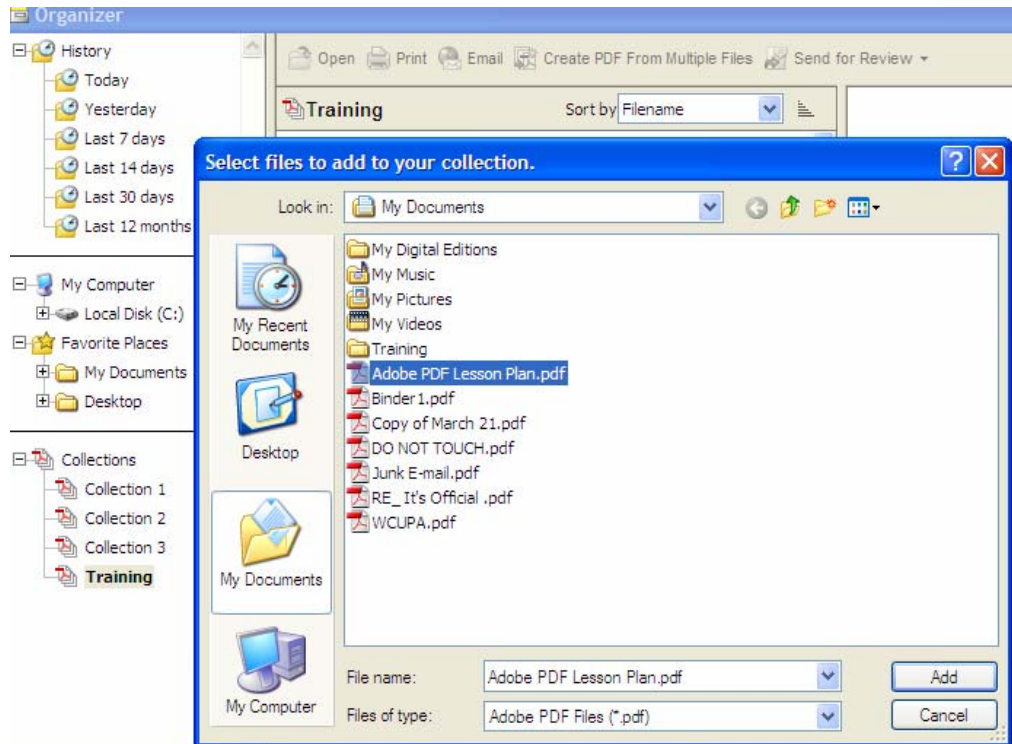 Organizer
History
Today
Yesterday
Last 7 days
Last 14 days
Last 30 days
Last 12 months
My Computer
Local Disk (C:)
Favorite Places
My Documents
Desktop
Collections
Collection 1
Collection 2
Collection 3
Training
Open Print Email Create PDF From Multiple Files Send for Review
Training Sort by Filename
Select files to add to your collection.
Look in: My Documents
My Recent
Documents
Desktop
My Documents
My Computer
My Digital Editions
My Music
My Pictures
My Videos
Training
Adobe PDF Lesson Plan.pdf
Binder1.pdf
Copy of March 21.pdf
DO NOT TOUCH.pdf
Junk E-mail.pdf
RE_ It's Official .pdf
WCUPA.pdf
File name: Adobe PDF Lesson Plan.pdf Add
Files of type: Adobe PDF Files (*.pdf) Cancel